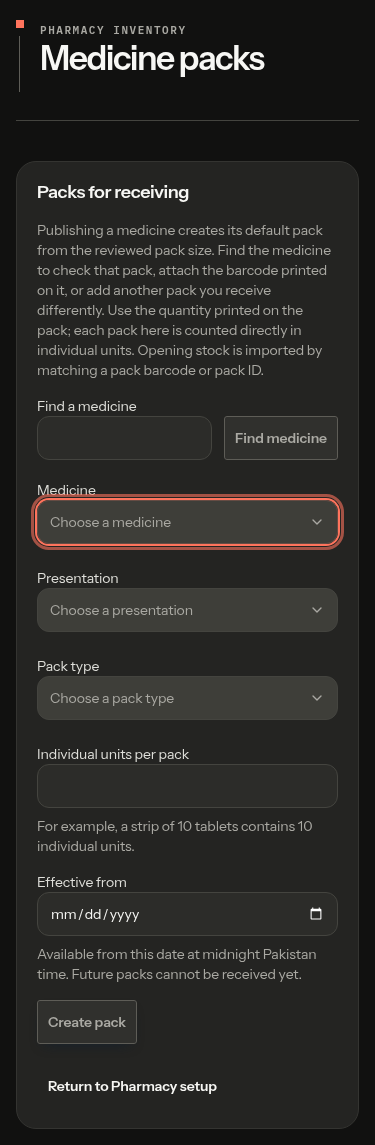 PHARMACY INVENTORY
Medicine packs
Packs for receiving
Publishing a medicine creates its default pack
from the reviewed pack size. Find the medicine
to check that pack, attach the barcode printed
on it, or add another pack you receive
differently. Use the quantity printed on the
pack; each pack here is counted directly in
individual units. Opening stock is imported by
matching a pack barcode or pack ID.
Find a medicine
Find medicine
Medicine
Choose a medicine
Presentation
Choose a presentation
Pack type
Choose a pack type
Individual units per pack
For example, a strip of 10 tablets contains 10
individual units.
Effective from
mm/dd/yyyy
Available from this date at midnight Pakistan
time. Future packs cannot be received yet.
Create pack
Return to Pharmacy setup